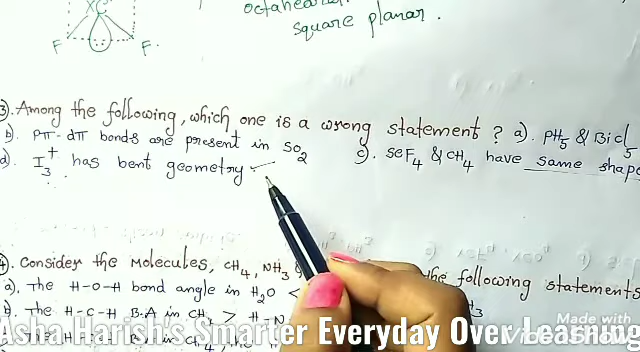 octahedral
square planar.
XC
F F.
3). Among the following, which one is a wrong statement? a). PH5 & BiCl5
b). Pπ-dπ bonds are present in SO2 c). SeF4 & CH4 have same shape
d). I3+ has bent geometry
4). Consider the Molecules, CH4, NH3 & the following statements
a). The H-O-H bond angle in H2O <
b). The H-C-H B.A in CH4 > H-N-
Made with
VideoShow
Asha Harish's Smarter Everyday Over Learning